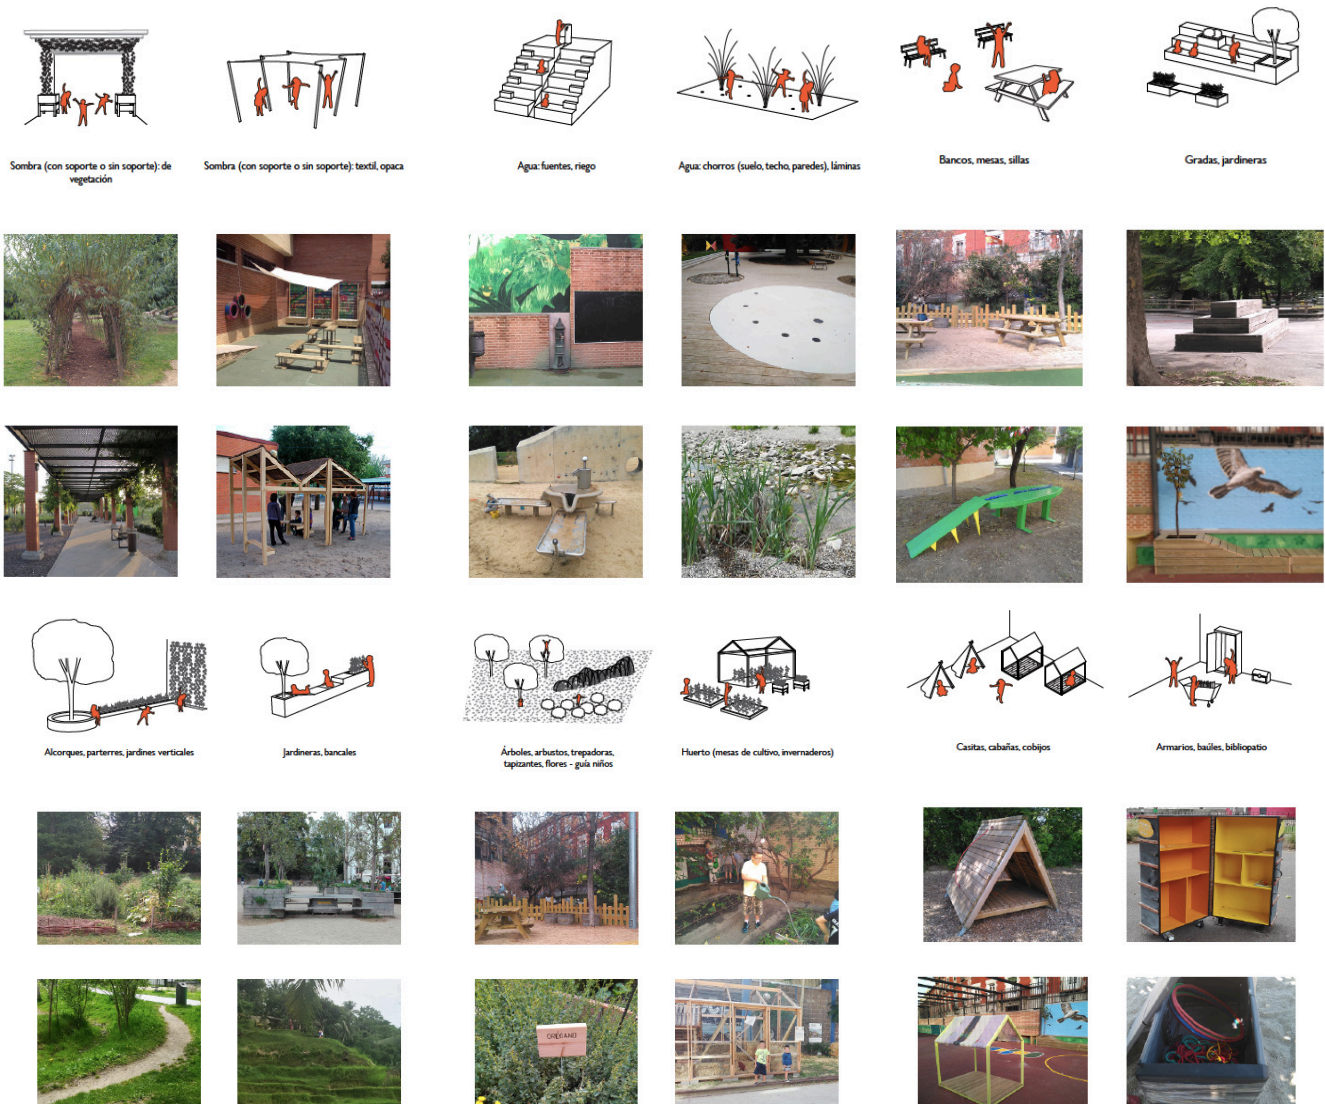 Sombra (con soporte o sin soporte): de
vegetación
Sombra (con soporte o sin soporte): textil, opaca
Agua: fuentes, riego
Agua: chorros (suelo, techo, paredes), láminas
Bancos, mesas, sillas
Gradas, jardineras
Alcorques, parterres, jardines verticales
Jardineras, bancales
Árboles, arbustos, trepadoras,
tapizantes, flores - guía niños
Huerto (mesas de cultivo, invernaderos)
Casitas, cabañas, cobijos
Armarios, baúles, bibliopatio
OREGANO